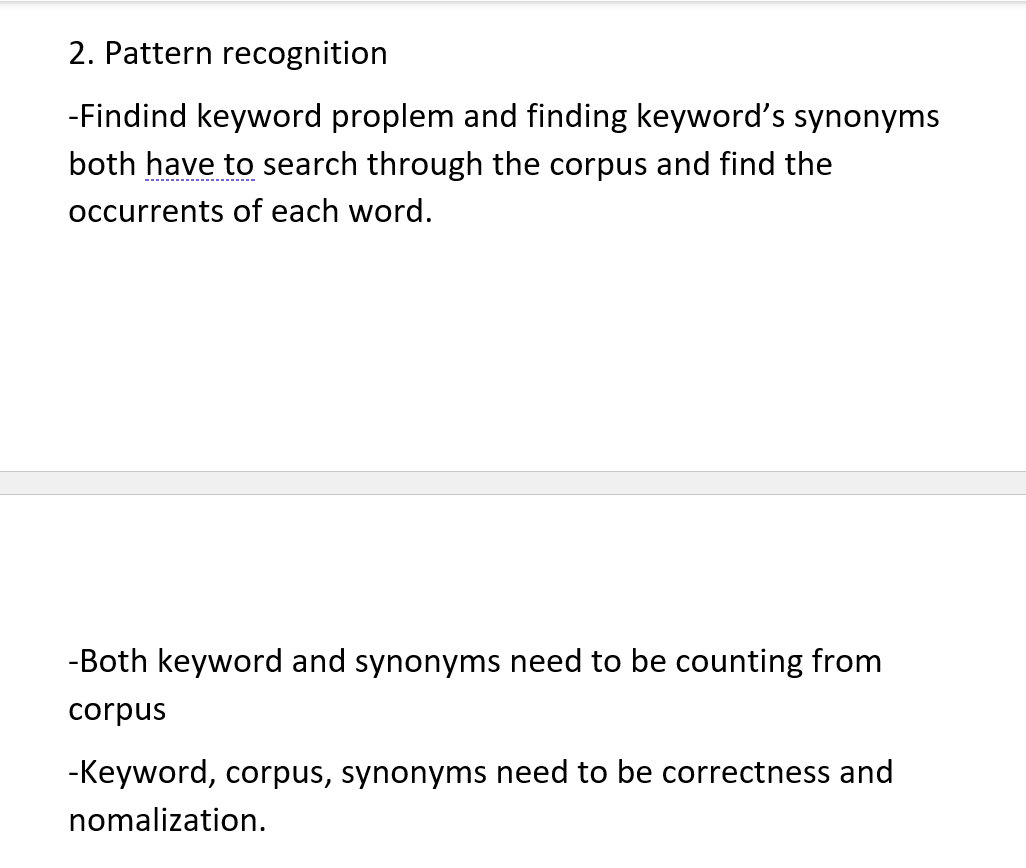 2. Pattern recognition
-Findind keyword proplem and finding keyword’s synonyms
both have to search through the corpus and find the
occurrents of each word.
-Both keyword and synonyms need to be counting from
corpus
-Keyword, corpus, synonyms need to be correctness and
nomalization.